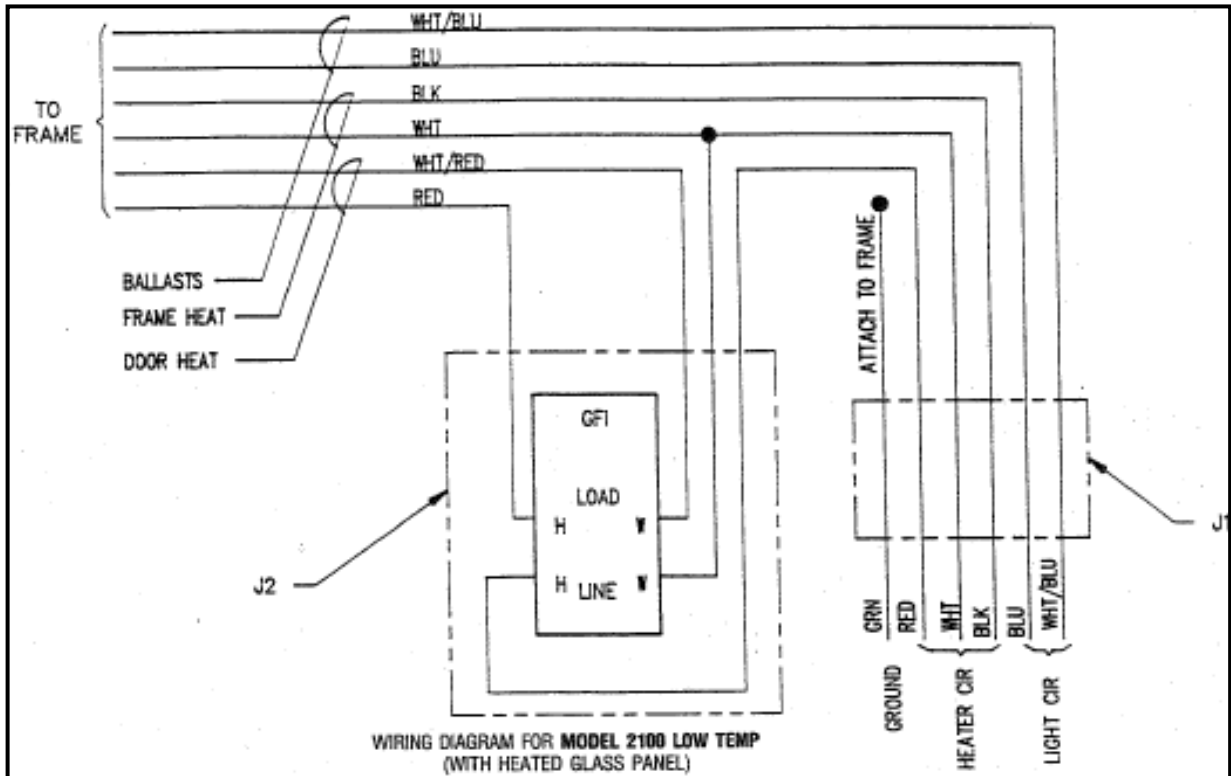 WHT/BLU
BLU
BLK
WHT
WHT/RED
RED
TO
FRAME
BALLASTS
FRAME HEAT
DOOR HEAT
ATTACH TO FRAME
GFI
LOAD
H W
H LINE W
J2
J1
GRN
RED
WHT
BLK
BLU
WHT/BLU
GROUND
HEATER CIR
LIGHT CIR
WIRING DIAGRAM FOR MODEL 2100 LOW TEMP
(WITH HEATED GLASS PANEL)